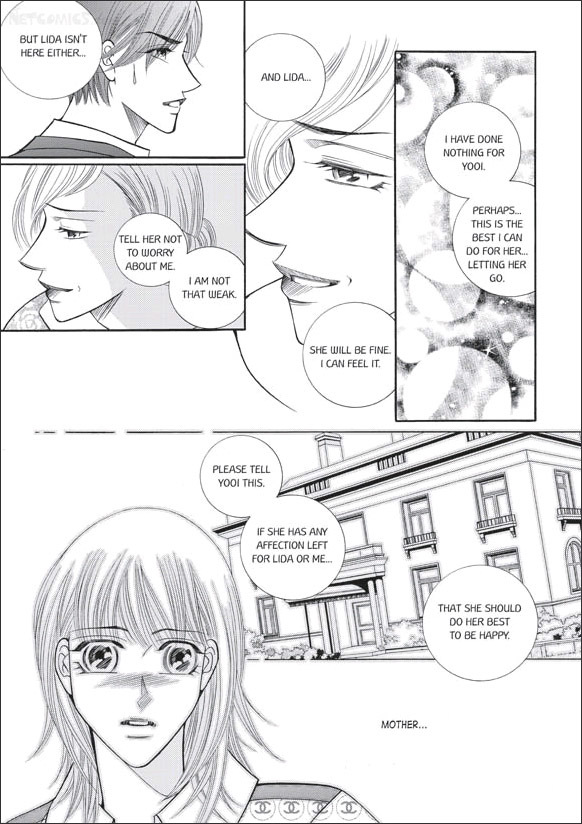 NETCOMICS
BUT LIDA ISN'T
HERE EITHER...
TELL HER NOT
TO WORRY
ABOUT ME.
I AM NOT
THAT WEAK.
AND LIDA...
SHE WILL BE FINE.
I CAN FEEL IT.
I HAVE DONE
NOTHING FOR
YOOI.
PERHAPS...
THIS IS THE
BEST I CAN
DO FOR HER...
LETTING HER
GO.
PLEASE TELL
YOOI THIS.
IF SHE HAS ANY
AFFECTION LEFT
FOR LIDA OR ME...
THAT SHE SHOULD
DO HER BEST
TO BE HAPPY.
MOTHER...